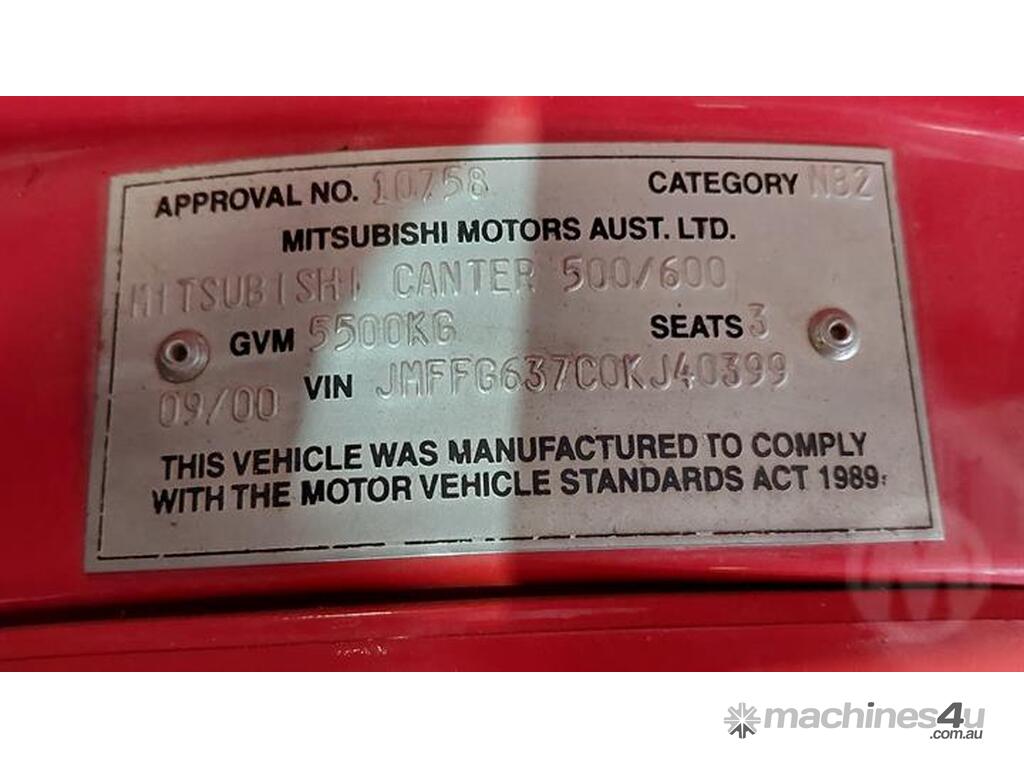 APPROVAL NO. 10758 CATEGORY NB2
MITSUBISHI MOTORS AUST. LTD.
MITSUBISHI CANTER 500/600
GVM 5500KG SEATS 3
09/00 VIN JMFFG637C0KJ40399
THIS VEHICLE WAS MANUFACTURED TO COMPLY
WITH THE MOTOR VEHICLE STANDARDS ACT 1989.
machines4u
.com.au